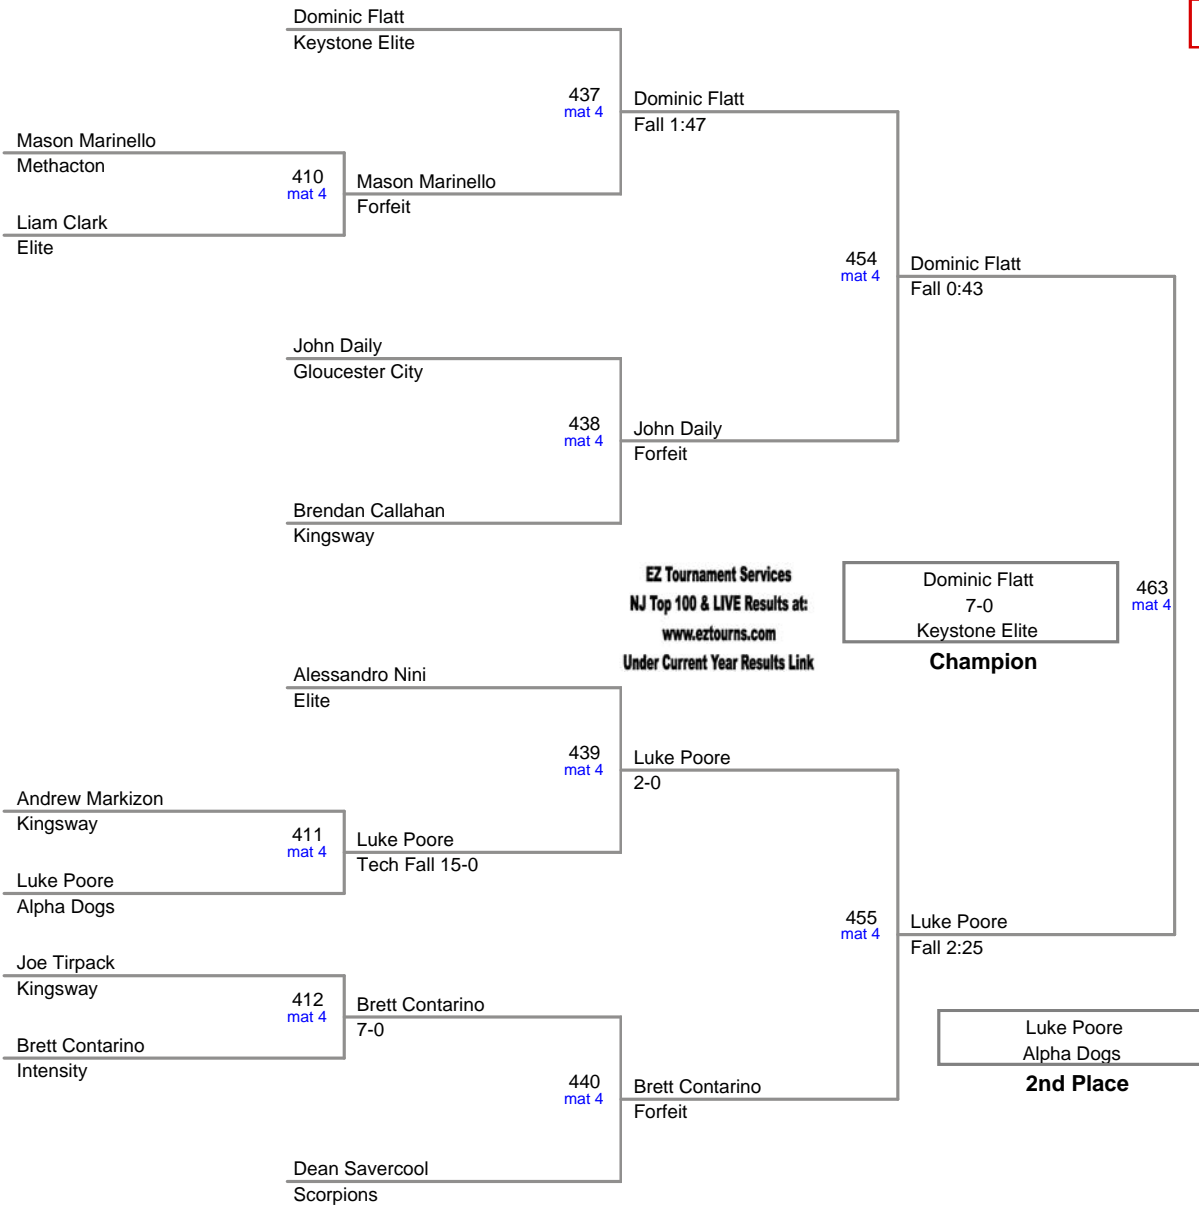 Dominic Flatt
Keystone Elite
437
mat 4
Dominic Flatt
Fall 1:47
Mason Marinello
Methacton
410
mat 4
Mason Marinello
Forfeit
Liam Clark
Elite
454
mat 4
Dominic Flatt
Fall 0:43
John Daily
Gloucester City
438
mat 4
John Daily
Forfeit
Brendan Callahan
Kingsway
EZ Tournament Services
NJ Top 100 & LIVE Results at:
www.eztourns.com
Under Current Year Results Link
Dominic Flatt
7-0
Keystone Elite
Champion
463
mat 4
Alessandro Nini
Elite
439
mat 4
Luke Poore
2-0
Andrew Markizon
Kingsway
411
mat 4
Luke Poore
Tech Fall 15-0
Luke Poore
Alpha Dogs
455
mat 4
Luke Poore
Fall 2:25
Joe Tirpack
Kingsway
412
mat 4
Brett Contarino
7-0
Brett Contarino
Intensity
Luke Poore
Alpha Dogs
2nd Place
440
mat 4
Brett Contarino
Forfeit
Dean Savercool
Scorpions